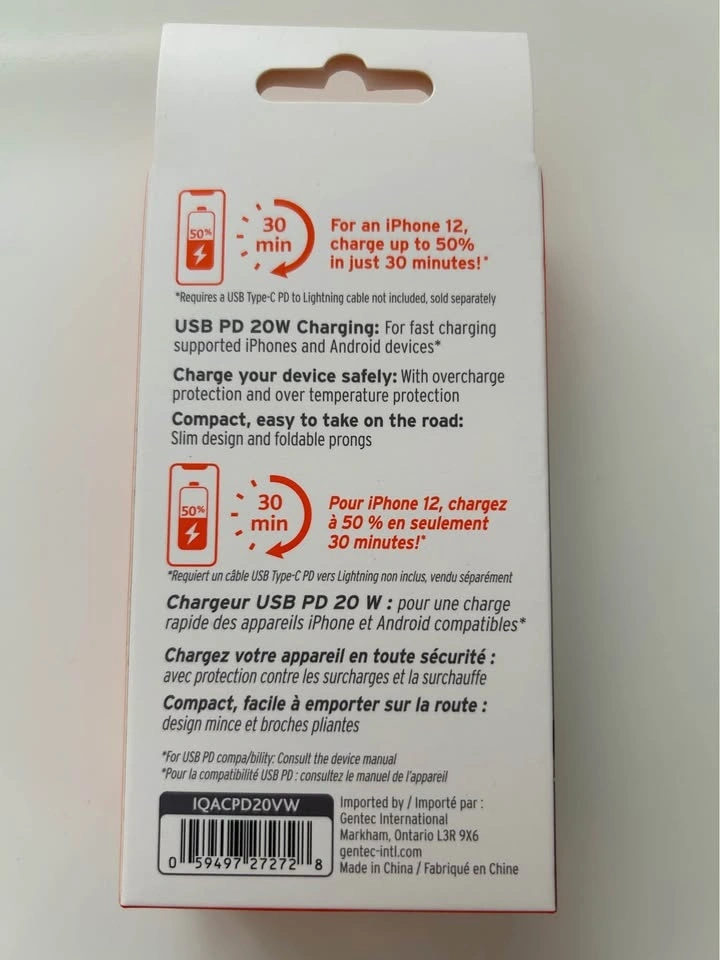 50%
30
min
For an iPhone 12,
charge up to 50%
in just 30 minutes!*
*Requires a USB Type-C PD to Lightning cable not included, sold separately
USB PD 20W Charging: For fast charging
supported iPhones and Android devices*
Charge your device safely: With overcharge
protection and over temperature protection
Compact, easy to take on the road:
Slim design and foldable prongs
50%
30
min
Pour iPhone 12, chargez
à 50 % en seulement
30 minutes!*
*Requiert un câble USB Type-C PD vers Lightning non inclus, vendu séparément
Chargeur USB PD 20 W : pour une charge
rapide des appareils iPhone et Android compatibles*
Chargez votre appareil en toute sécurité :
avec protection contre les surcharges et la surchauffe
Compact, facile à emporter sur la route :
design mince et broches pliantes
*For USB PD compa/bility: Consult the device manual
*Pour la compatibilité USB PD : consultez le manuel de l'appareil
IQACPD20VW
0 59497 27272 8
Imported by / Importé par :
Gentec International
Markham, Ontario L3R 9X6
gentec-intl.com
Made in China / Fabriqué en Chine